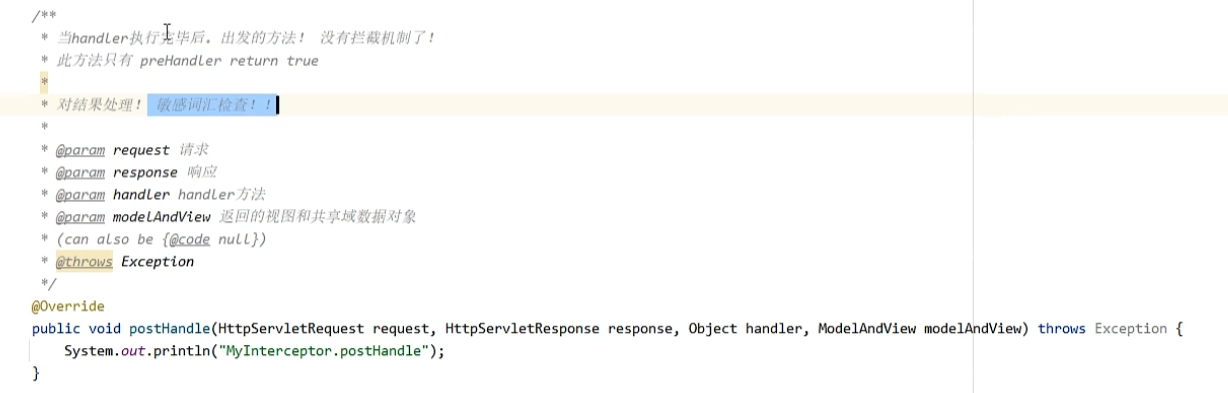 /**
* 当handler执行完毕后，出发的方法！ 没有拦截机制了！
* 此方法只有 preHandler return true
*
* 对结果处理！ 敏感词汇检查！！
*
* @param request 请求
* @param response 响应
* @param handler handler方法
* @param modelAndView 返回的视图和共享域数据对象
* (can also be {@code null})
* @throws Exception
*/
@Override
public void postHandle(HttpServletRequest request, HttpServletResponse response, Object handler, ModelAndView modelAndView) throws Exception {
System.out.println("MyInterceptor.postHandle");
}